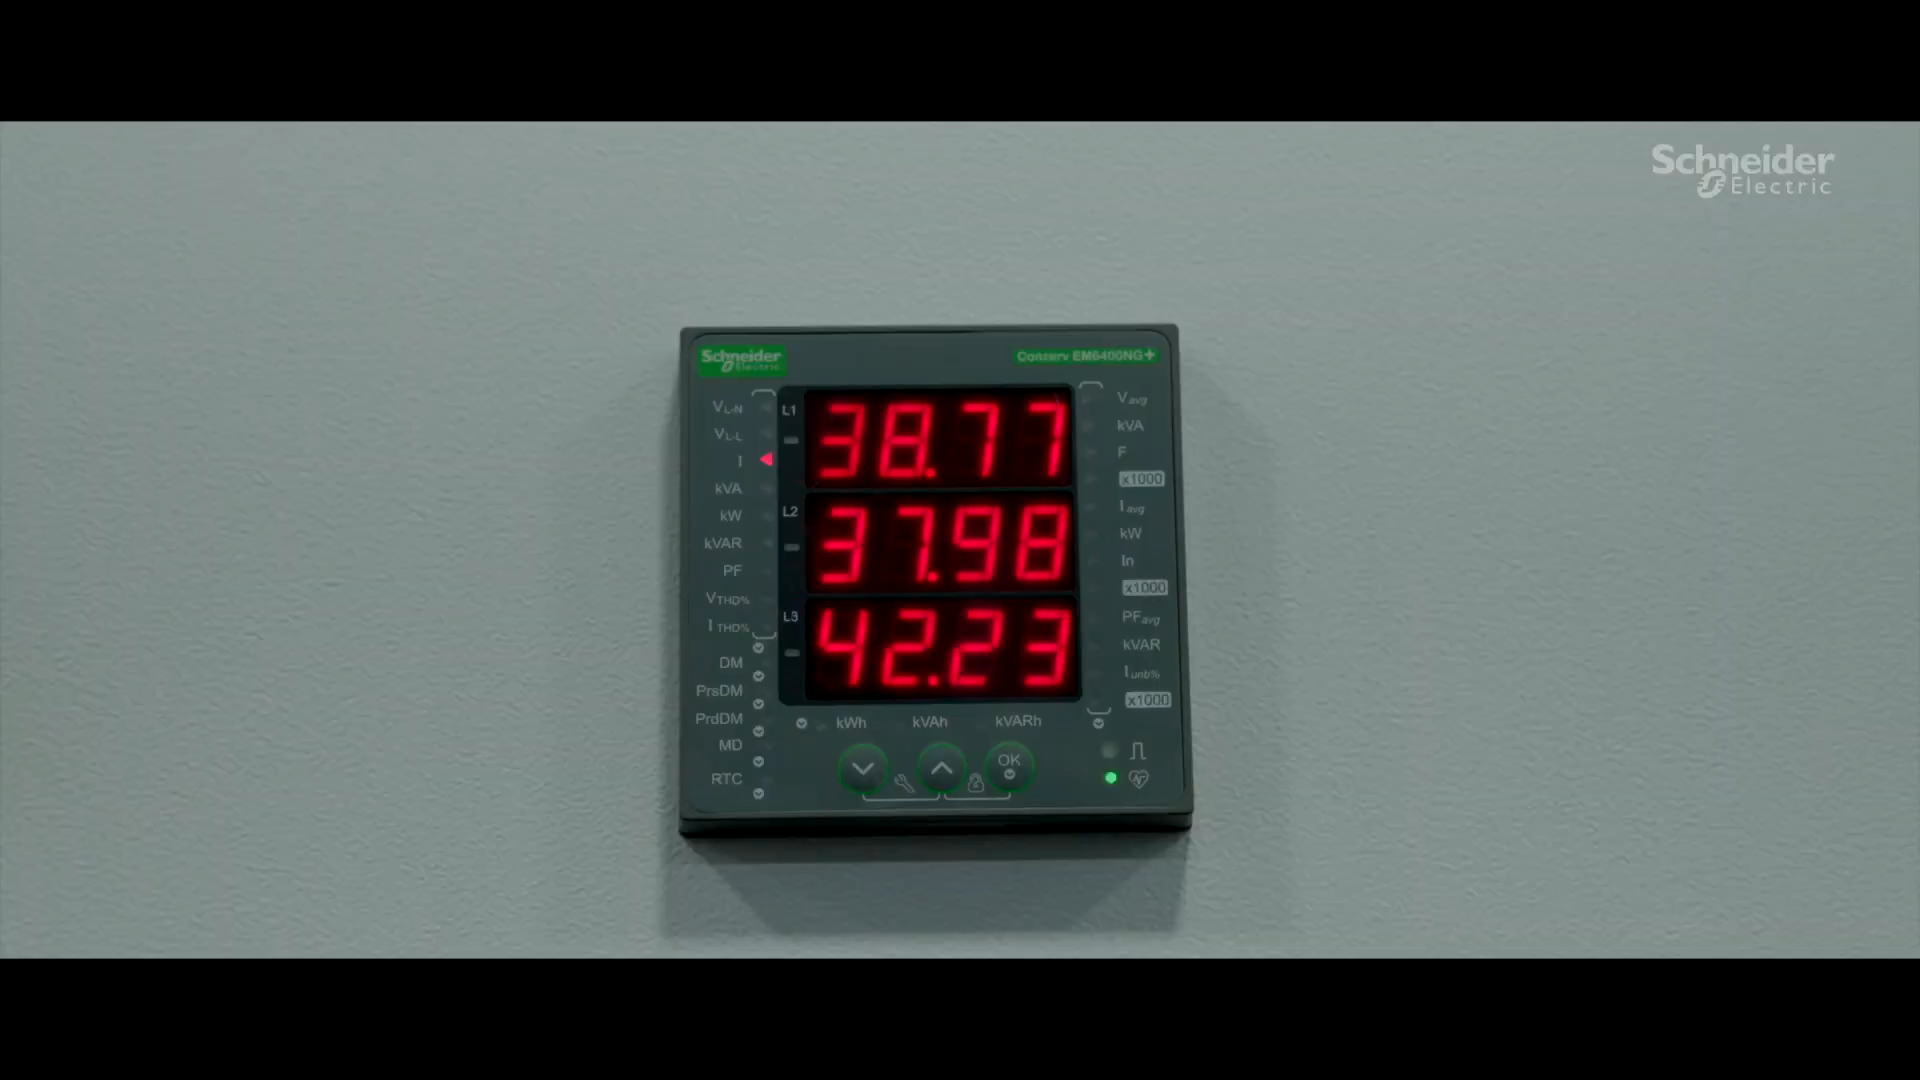 Schneider
Electric
Schneider
Electric
Conzerv EM6400NG+
VL-N
VL-L
I
kVA
kW
kVAR
PF
VTHD%
I THD%
DM
PrsDM
PrdDM
MD
RTC
L1
38.77
L2
37.98
L3
42.23
Vavg
kVA
F
x1000
Iavg
kW
In
x1000
PFavg
kVAR
Iunb%
x1000
kWh kVAh kVARh
OK